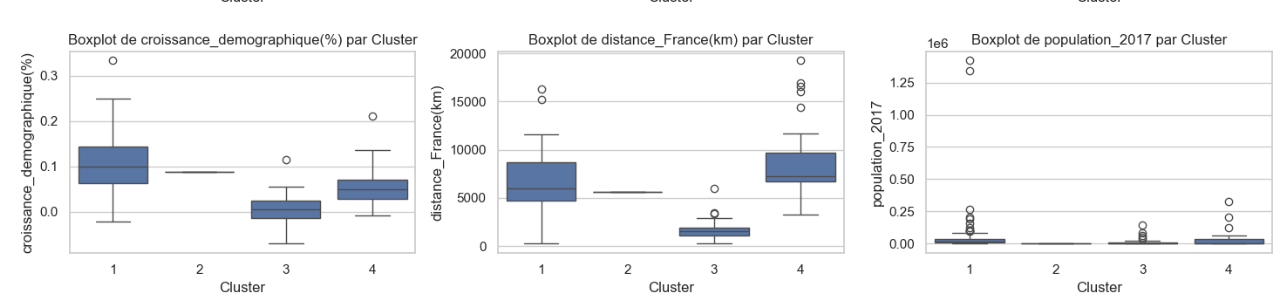 Cluster
Cluster
Cluster
Boxplot de croissance_demographique(%) par Cluster
croissance_demographique(%)
0.3
0.2
0.1
0.0
1 2 3 4
Cluster
Boxplot de distance_France(km) par Cluster
distance_France(km)
20000
15000
10000
5000
0
1 2 3 4
Cluster
Boxplot de population_2017 par Cluster
1e6
population_2017
1.25
1.00
0.75
0.50
0.25
0.00
1 2 3 4
Cluster